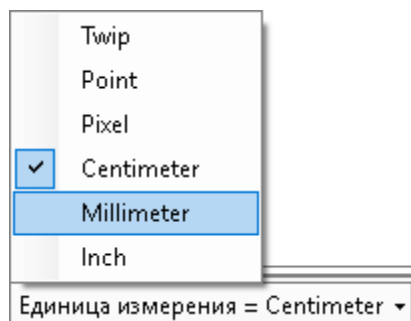 Twip
Point
Pixel
Centimeter
Millimeter
Inch
Единица измерения = Centimeter